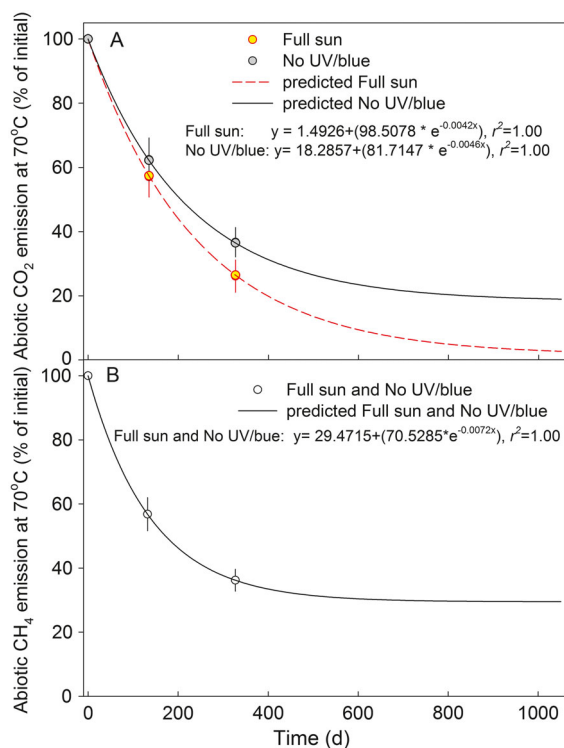 A
Full sun
No UV/blue
predicted Full sun
predicted No UV/blue
Full sun: y = 1.4926+(98.5078 * e-0.0042x), r2=1.00
No UV/blue: y= 18.2857+(81.7147 * e-0.0046x), r2=1.00
Abiotic CO2 emission at 70°C (% of initial)
100
80
60
40
20
0
B
Full sun and No UV/blue
predicted Full sun and No UV/blue
Full sun and No UV/bue: y= 29.4715+(70.5285*e-0.0072x), r2=1.00
Abiotic CH4 emission at 70°C (% of initial)
100
80
60
40
20
0
0 200 400 600 800 1000
Time (d)